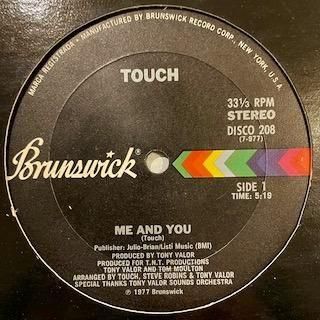 MARCA REGISTRADA - MANUFACTURED BY BRUNSWICK RECORD CORP., NEW YORK, U.S.A.
TOUCH
33⅓ RPM
STEREO
DISCO 208
(7-977)
Brunswick®
SIDE 1
TIME: 5:19
ME AND YOU
(Touch)
Publisher: Julio-Brian/Listi Music (BMI)
PRODUCED BY TONY VALOR
PRODUCED FOR T.N.T. PRODUCTIONS
TONY VALOR AND TOM MOULTON
ARRANGED BY TOUCH, STEVE ROBINS & TONY VALOR
SPECIAL THANKS TONY VALOR SOUNDS ORCHESTRA
℗ 1977 Brunswick